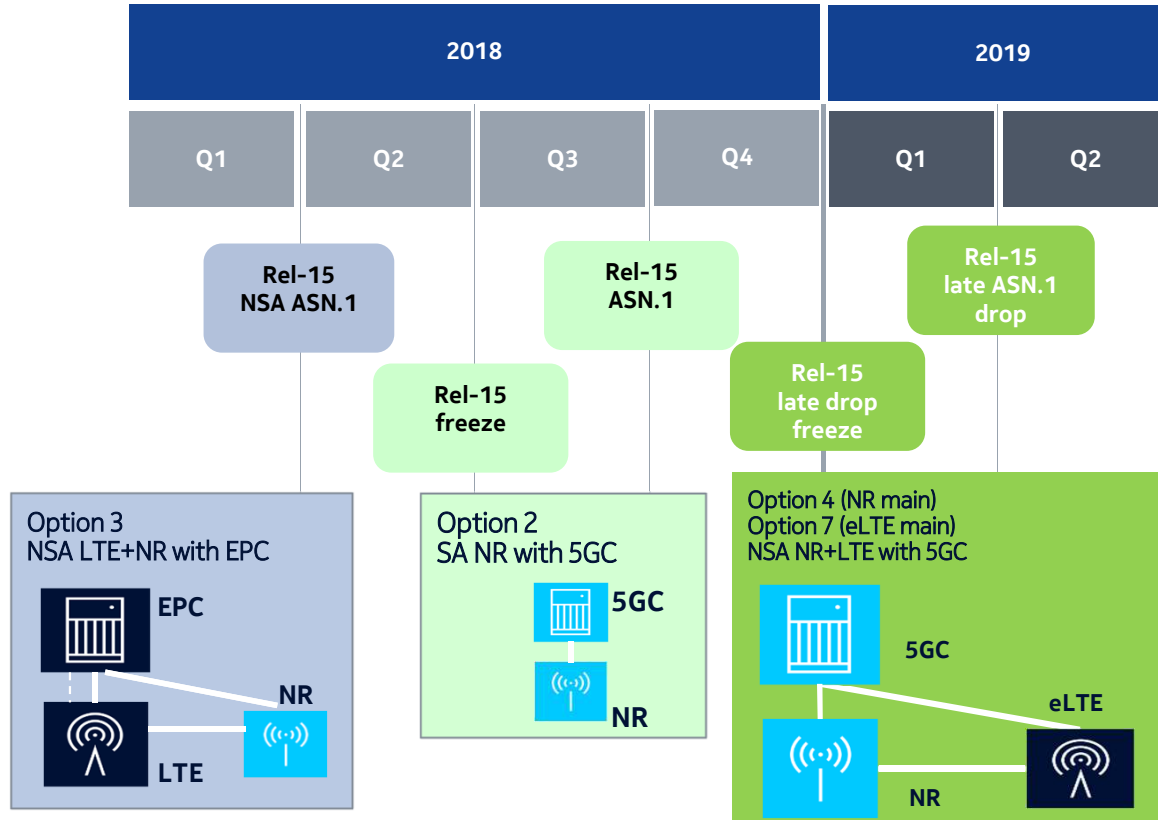 2018
2019
Q1
Q2
Q3
Q4
Q1
Q2
Rel-15
NSA ASN.1
Rel-15
freeze
Rel-15
ASN.1
Rel-15
late drop
freeze
Rel-15
late ASN.1
drop
Option 3
NSA LTE+NR with EPC
EPC
NR
LTE
Option 2
SA NR with 5GC
5GC
NR
Option 4 (NR main)
Option 7 (eLTE main)
NSA NR+LTE with 5GC
5GC
eLTE
NR